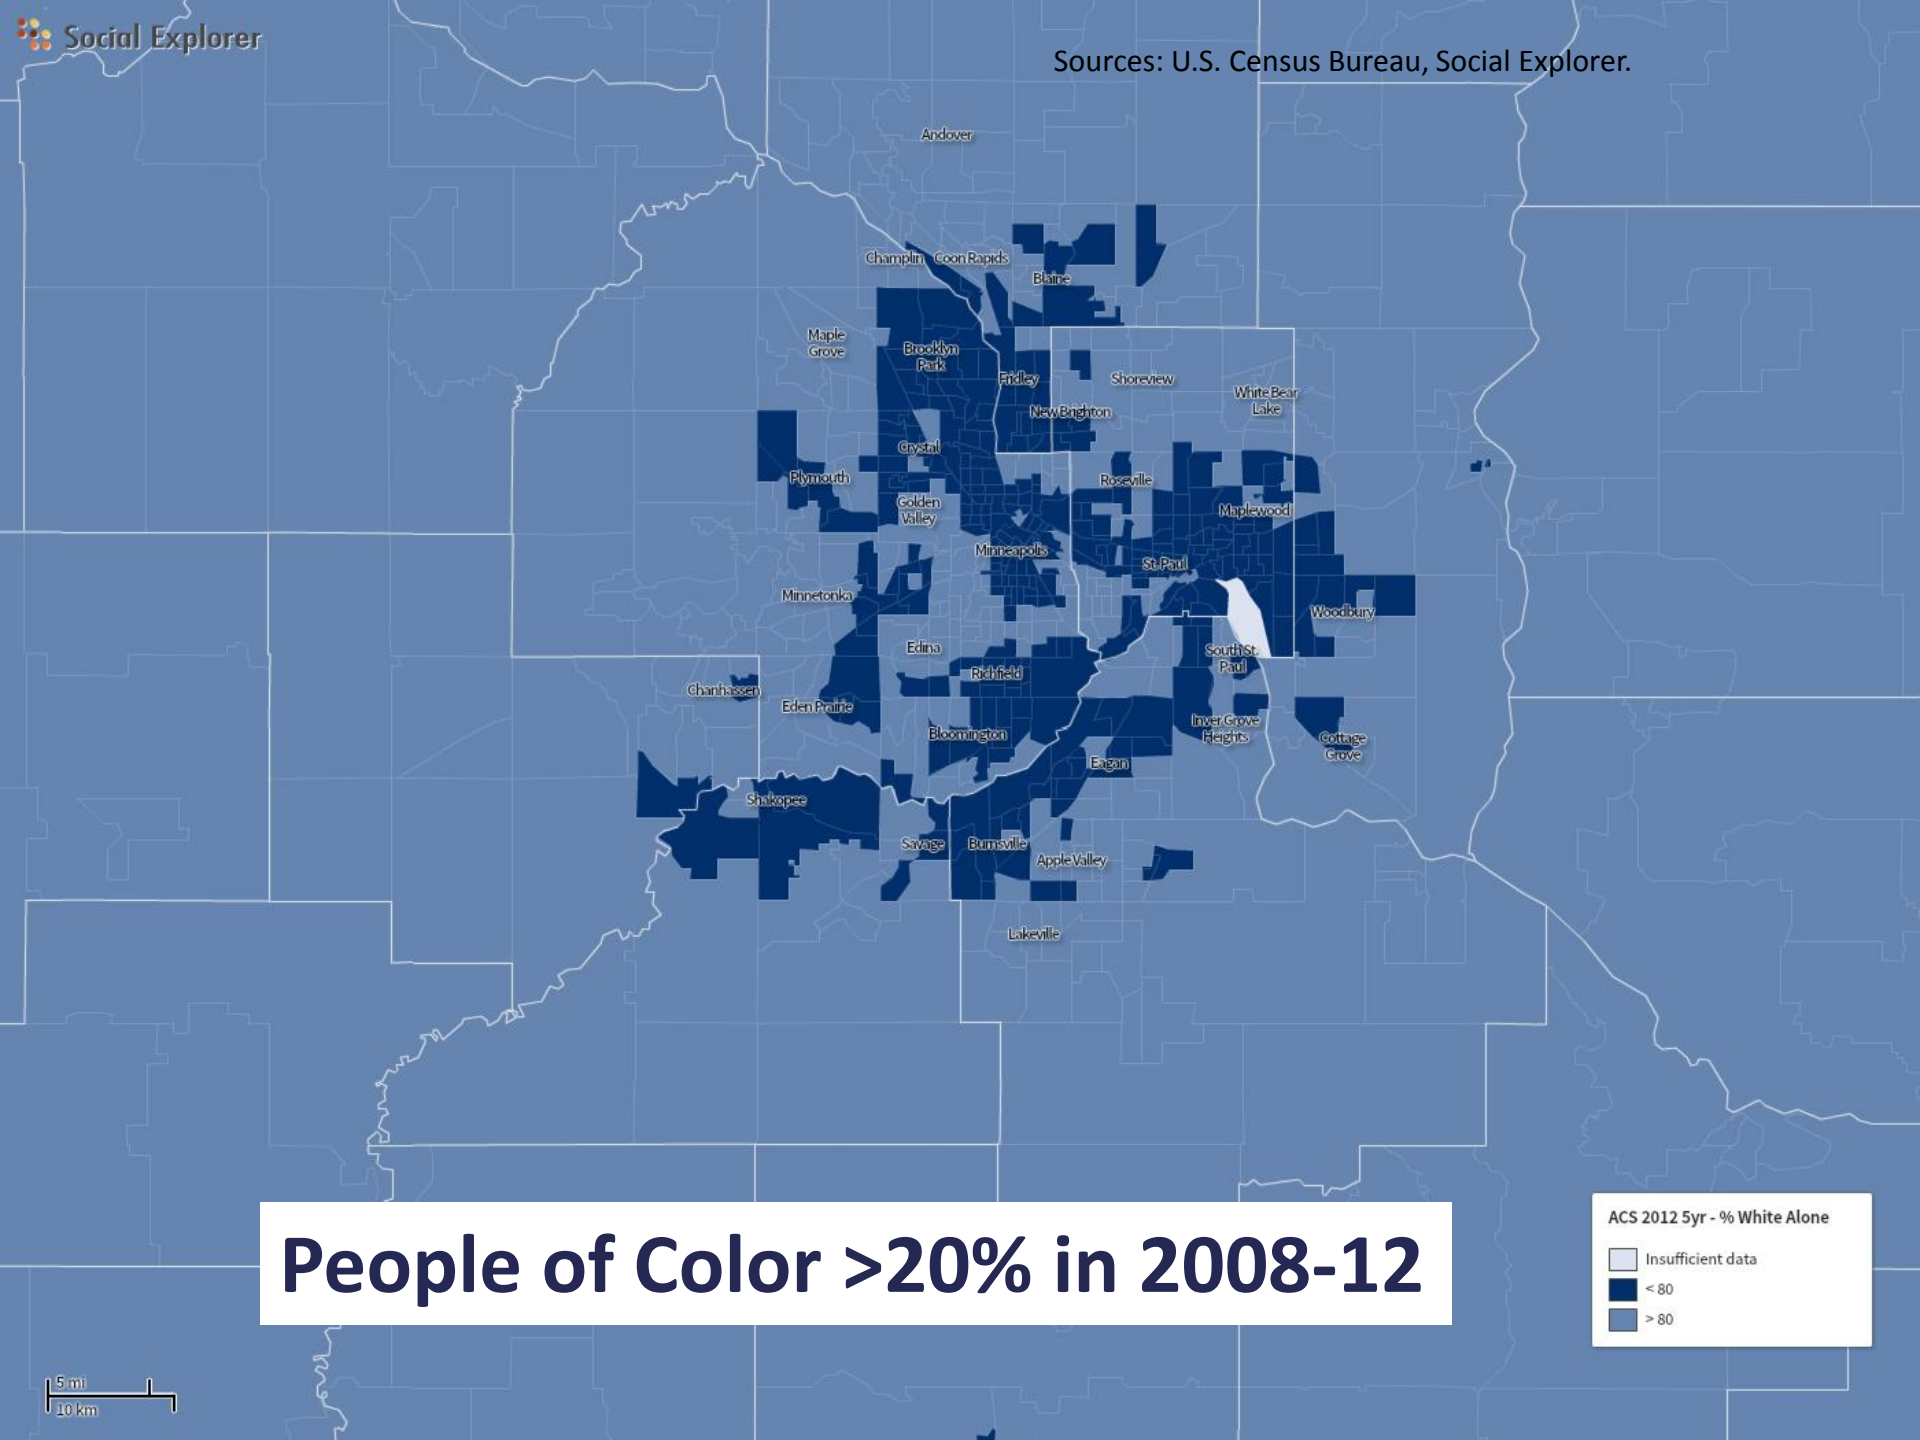 Social Explorer
Sources: U.S. Census Bureau, Social Explorer.
Andover
Champlin
Coon Rapids
Blaine
Maple
Grove
Brooklyn
Park
Fridley
Shoreview
White Bear
Lake
New Brighton
Crystal
Plymouth
Roseville
Golden
Valley
Maplewood
Minneapolis
St. Paul
Minnetonka
Woodbury
Edina
South St.
Paul
Richfield
Chanhassen
Eden Prairie
Inver Grove
Heights
Bloomington
Cottage
Grove
Eagan
Shakopee
Savage
Burnsville
Apple Valley
Lakeville
People of Color >20% in 2008-12
ACS 2012 5yr - % White Alone
Insufficient data
< 80
> 80
5 mi
10 km